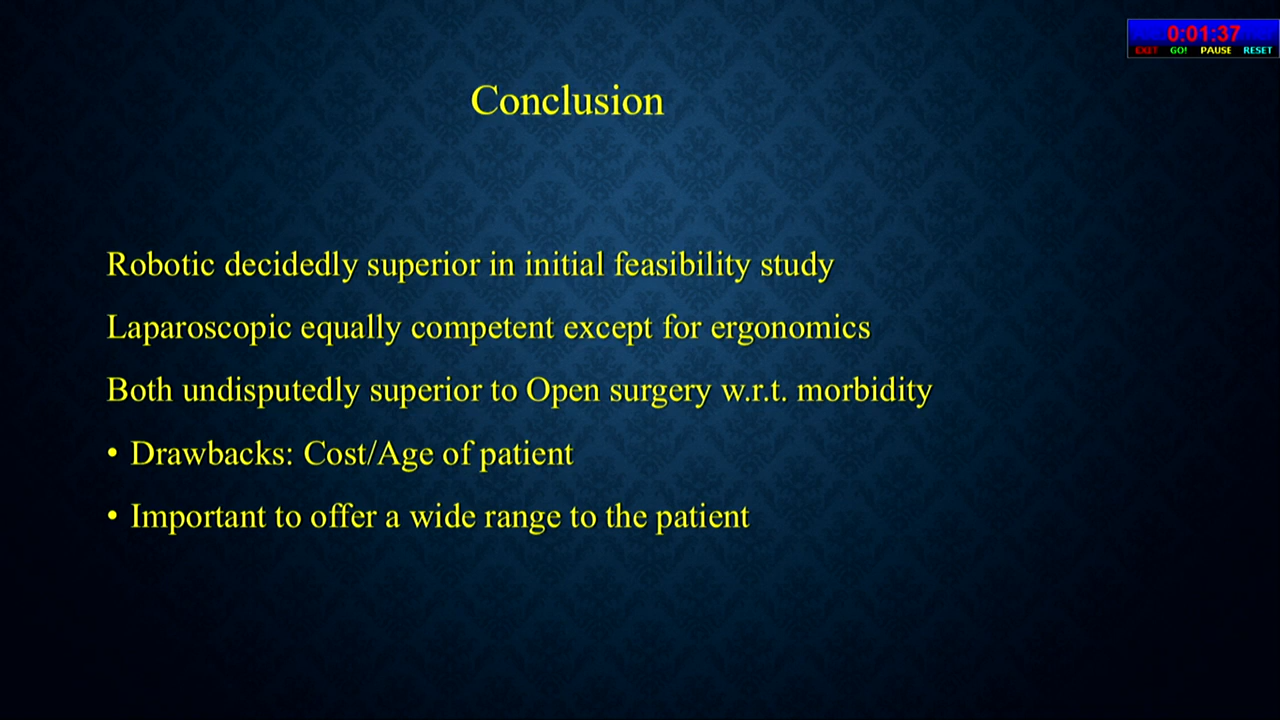 0:01:37
EXIT GO! PAUSE RESET
Conclusion
Robotic decidedly superior in initial feasibility study
Laparoscopic equally competent except for ergonomics
Both undisputedly superior to Open surgery w.r.t. morbidity
• Drawbacks: Cost/Age of patient
• Important to offer a wide range to the patient